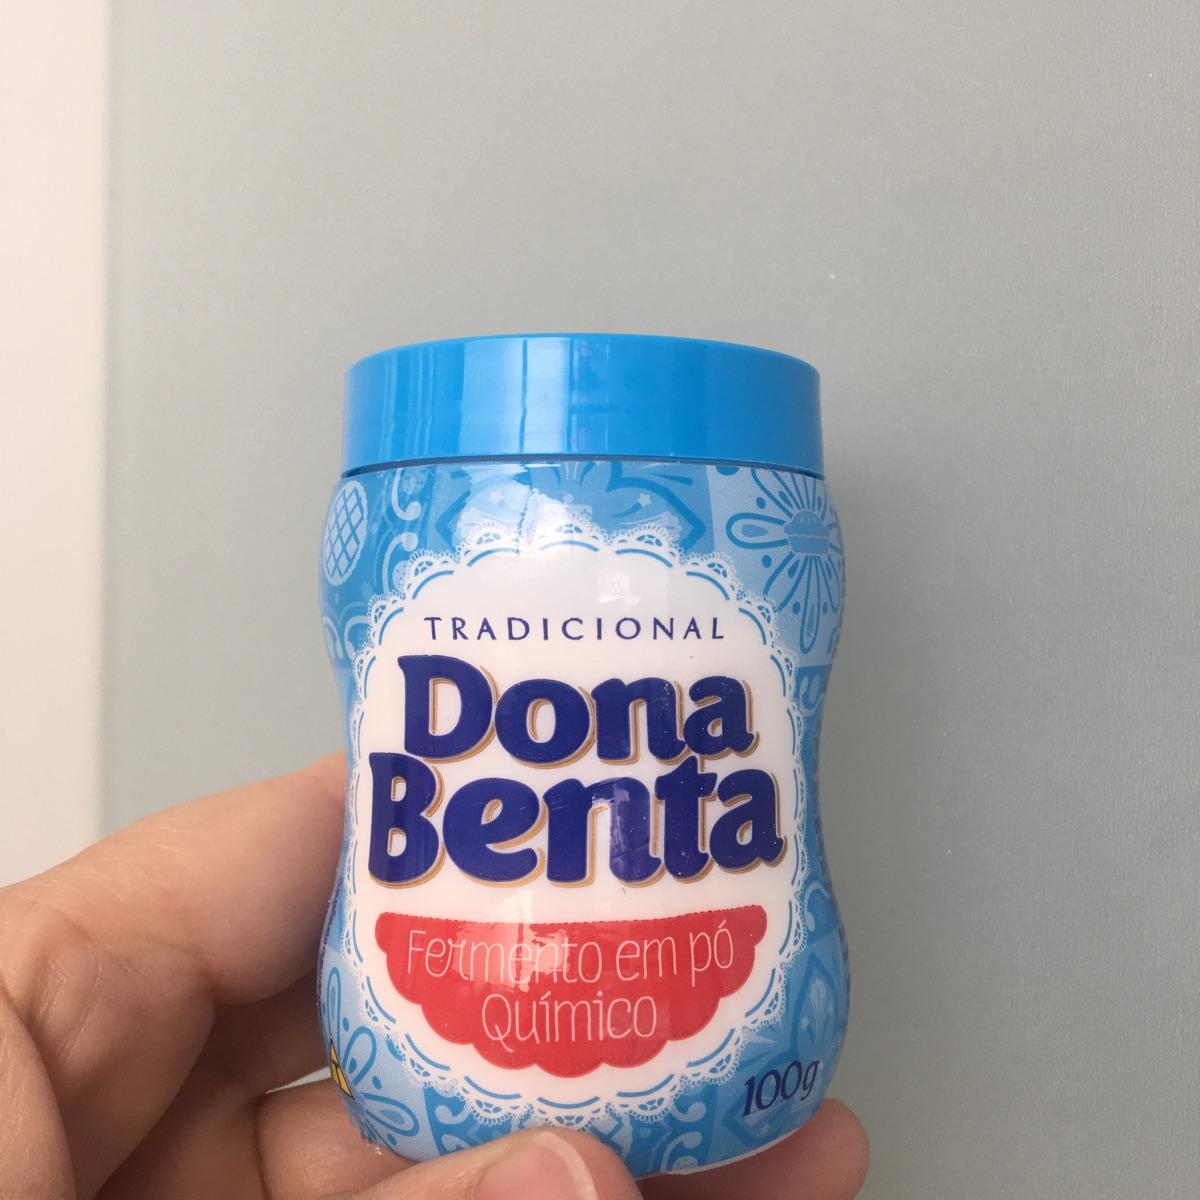 TRADICIONAL
Dona
Benta
Fermento em pó
Químico
100g